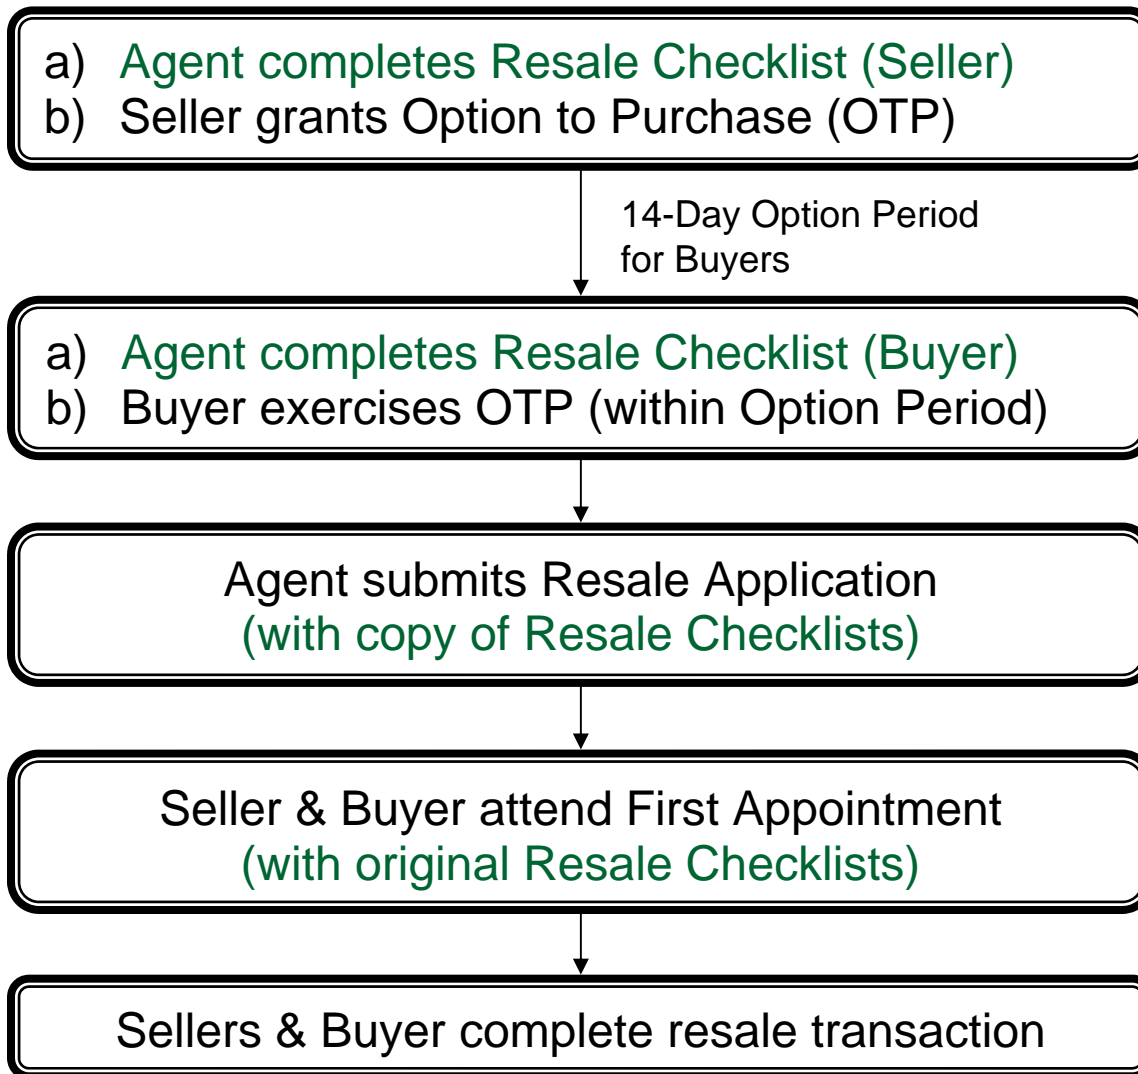 a) Agent completes Resale Checklist (Seller)
b) Seller grants Option to Purchase (OTP)
14-Day Option Period
for Buyers
a) Agent completes Resale Checklist (Buyer)
b) Buyer exercises OTP (within Option Period)
Agent submits Resale Application
(with copy of Resale Checklists)
Seller & Buyer attend First Appointment
(with original Resale Checklists)
Sellers & Buyer complete resale transaction